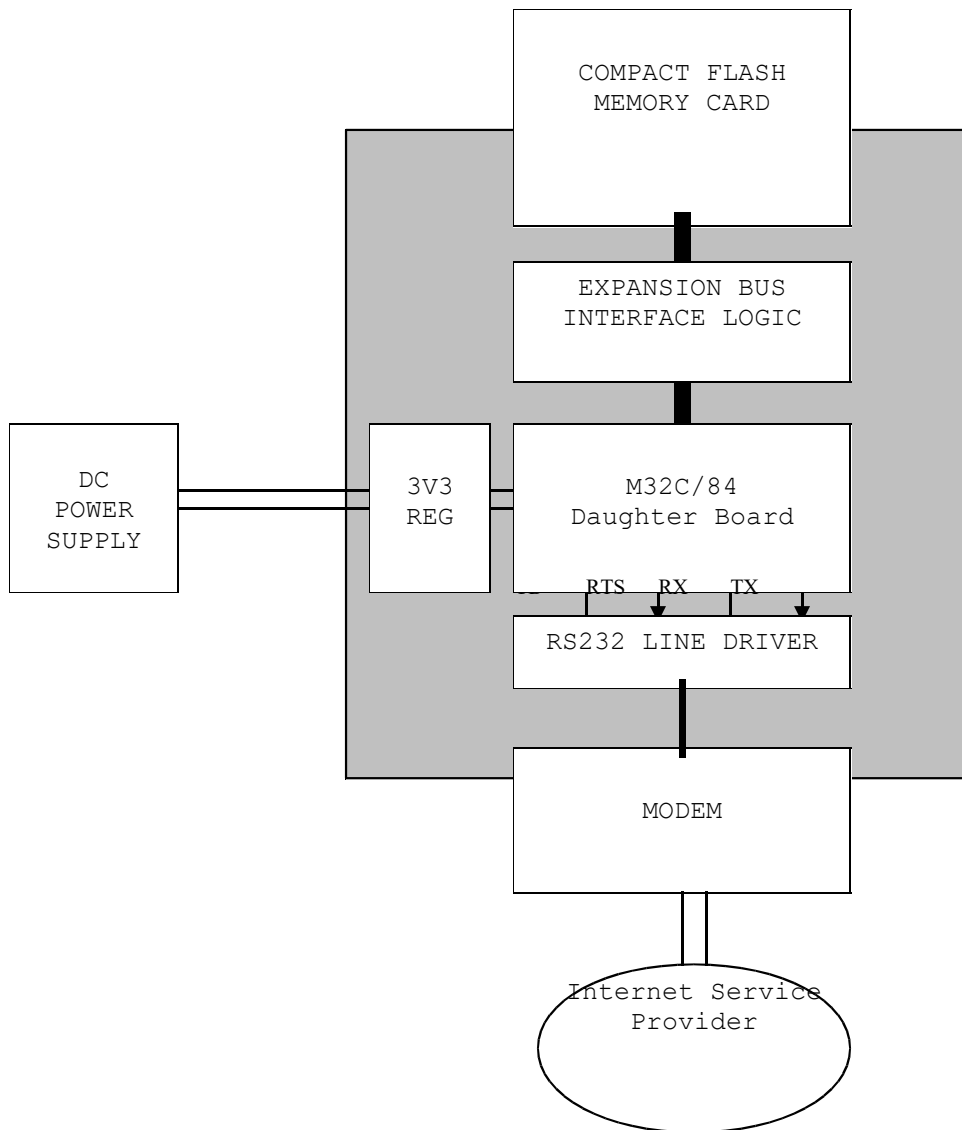 COMPACT FLASH
MEMORY CARD
EXPANSION BUS
INTERFACE LOGIC
DC
POWER
SUPPLY
3V3
REG
M32C/84
Daughter Board
RTS RX TX
RS232 LINE DRIVER
MODEM
Internet Service
Provider